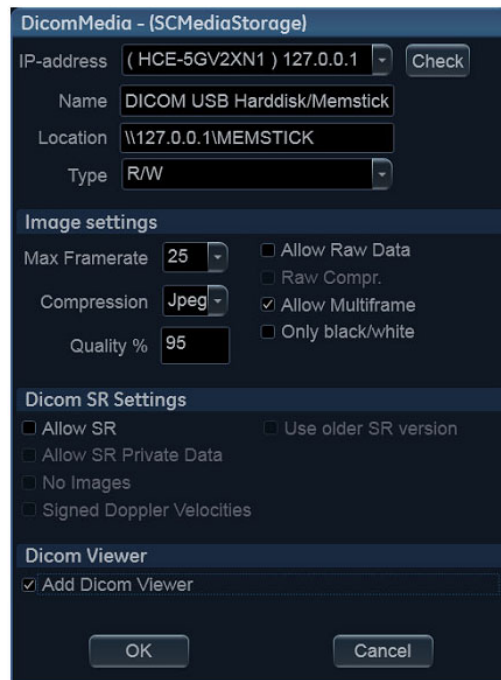 DicomMedia - (SCMediaStorage)
IP-address ( HCE-5GV2XN1 ) 127.0.0.1 Check
Name DICOM USB Harddisk/Memstick
Location \\127.0.0.1\MEMSTICK
Type R/W
Image settings
Max Framerate 25 Allow Raw Data
Raw Compr.
Compression Jpeg Allow Multiframe
Quality % 95 Only black/white
Dicom SR Settings
Allow SR Use older SR version
Allow SR Private Data
No Images
Signed Doppler Velocities
Dicom Viewer
Add Dicom Viewer
OK Cancel